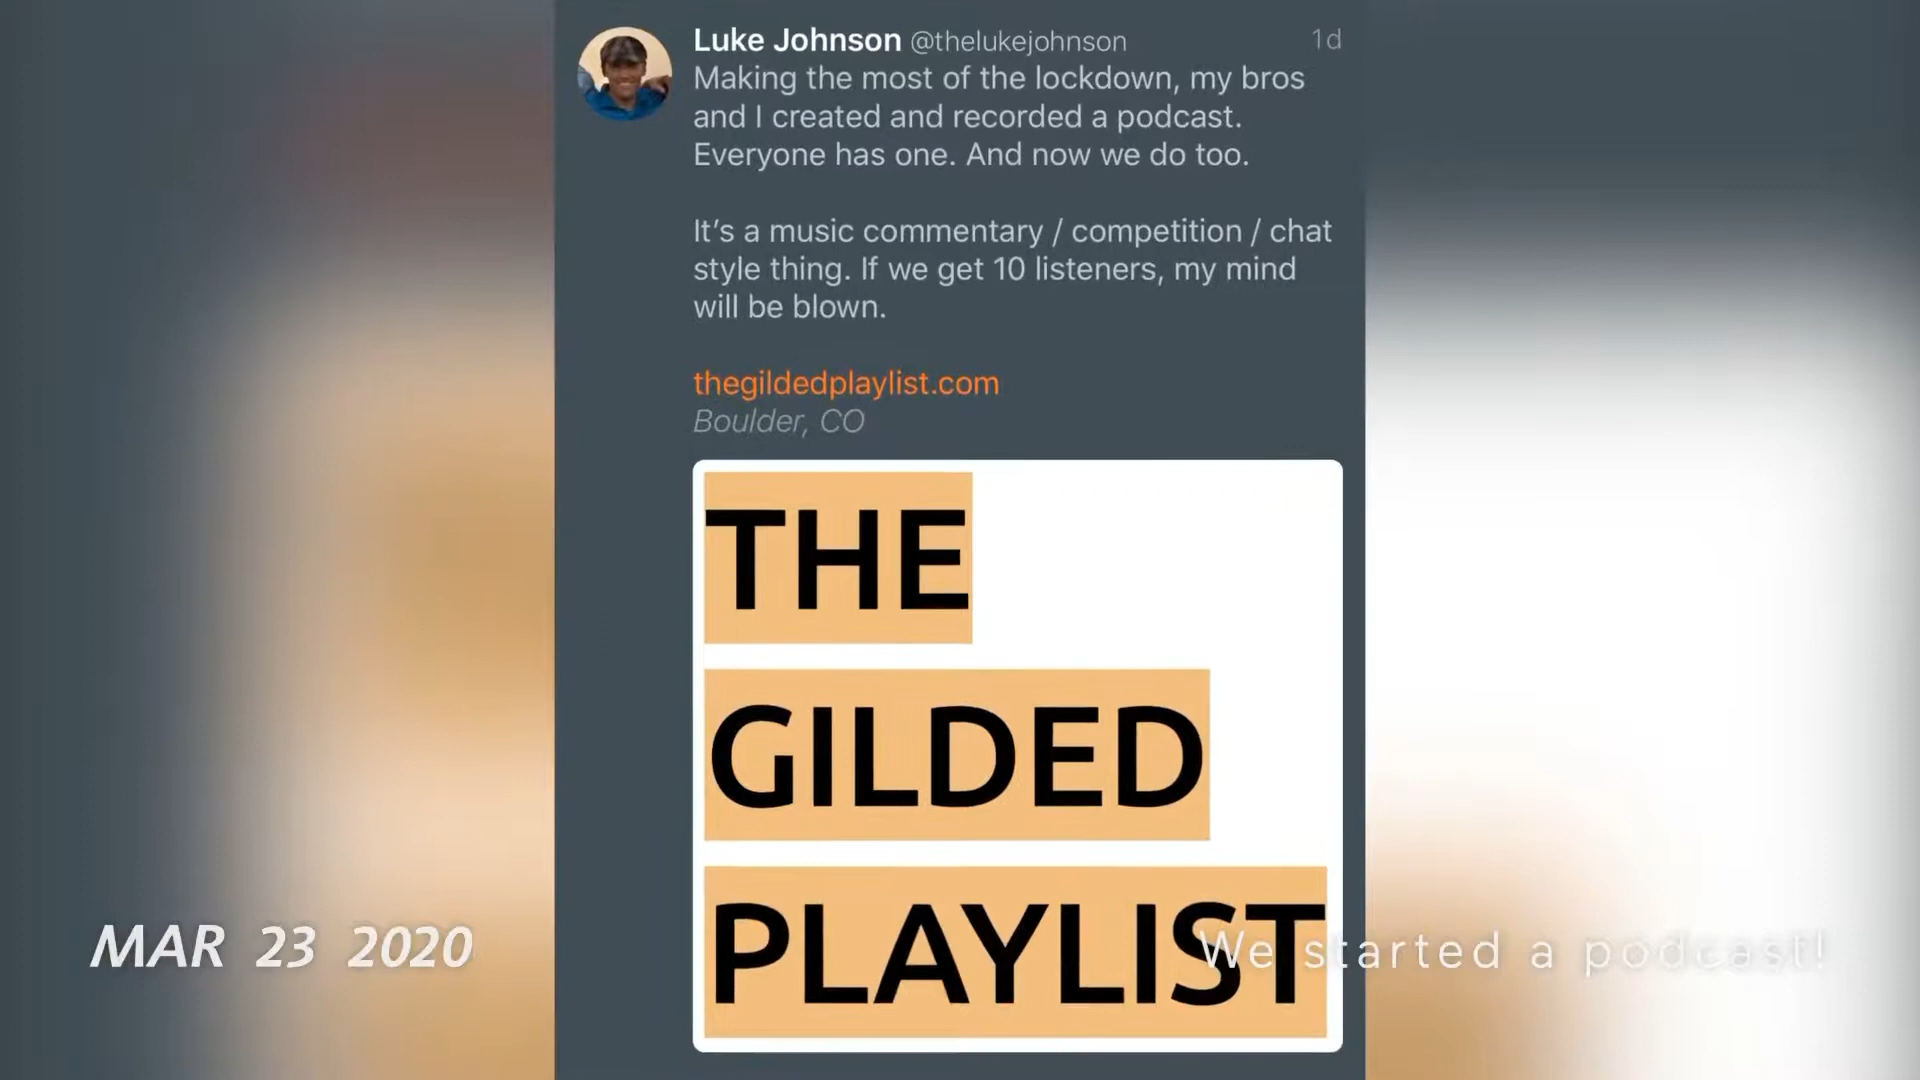 Luke Johnson @thelukejohnson 1d
Making the most of the lockdown, my bros
and I created and recorded a podcast.
Everyone has one. And now we do too.
It’s a music commentary / competition / chat
style thing. If we get 10 listeners, my mind
will be blown.
thegildedplaylist.com
Boulder, CO
THE
GILDED
PLAYLIST
MAR 23 2020
We started a podcast!